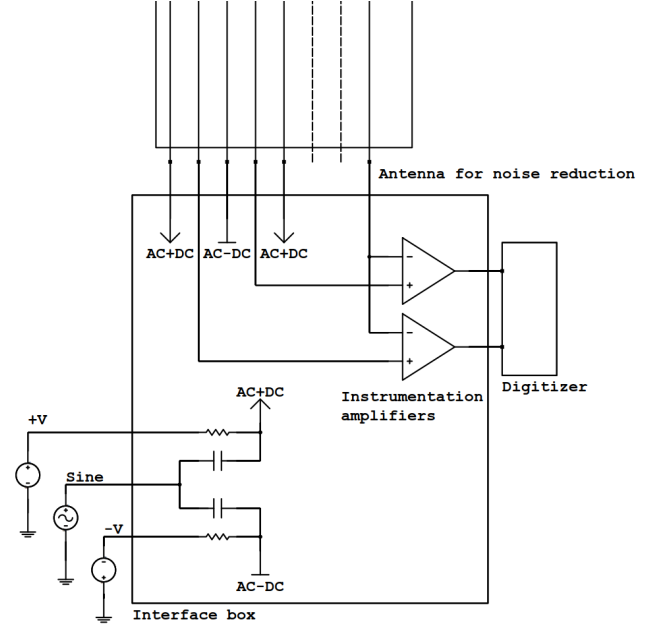 Antenna for noise reduction
AC+DC
AC-DC
AC+DC
-
+
-
+
Digitizer
Instrumentation
amplifiers
AC+DC
+V
+
-
Sine
+
-
-V
-
+
AC-DC
Interface box